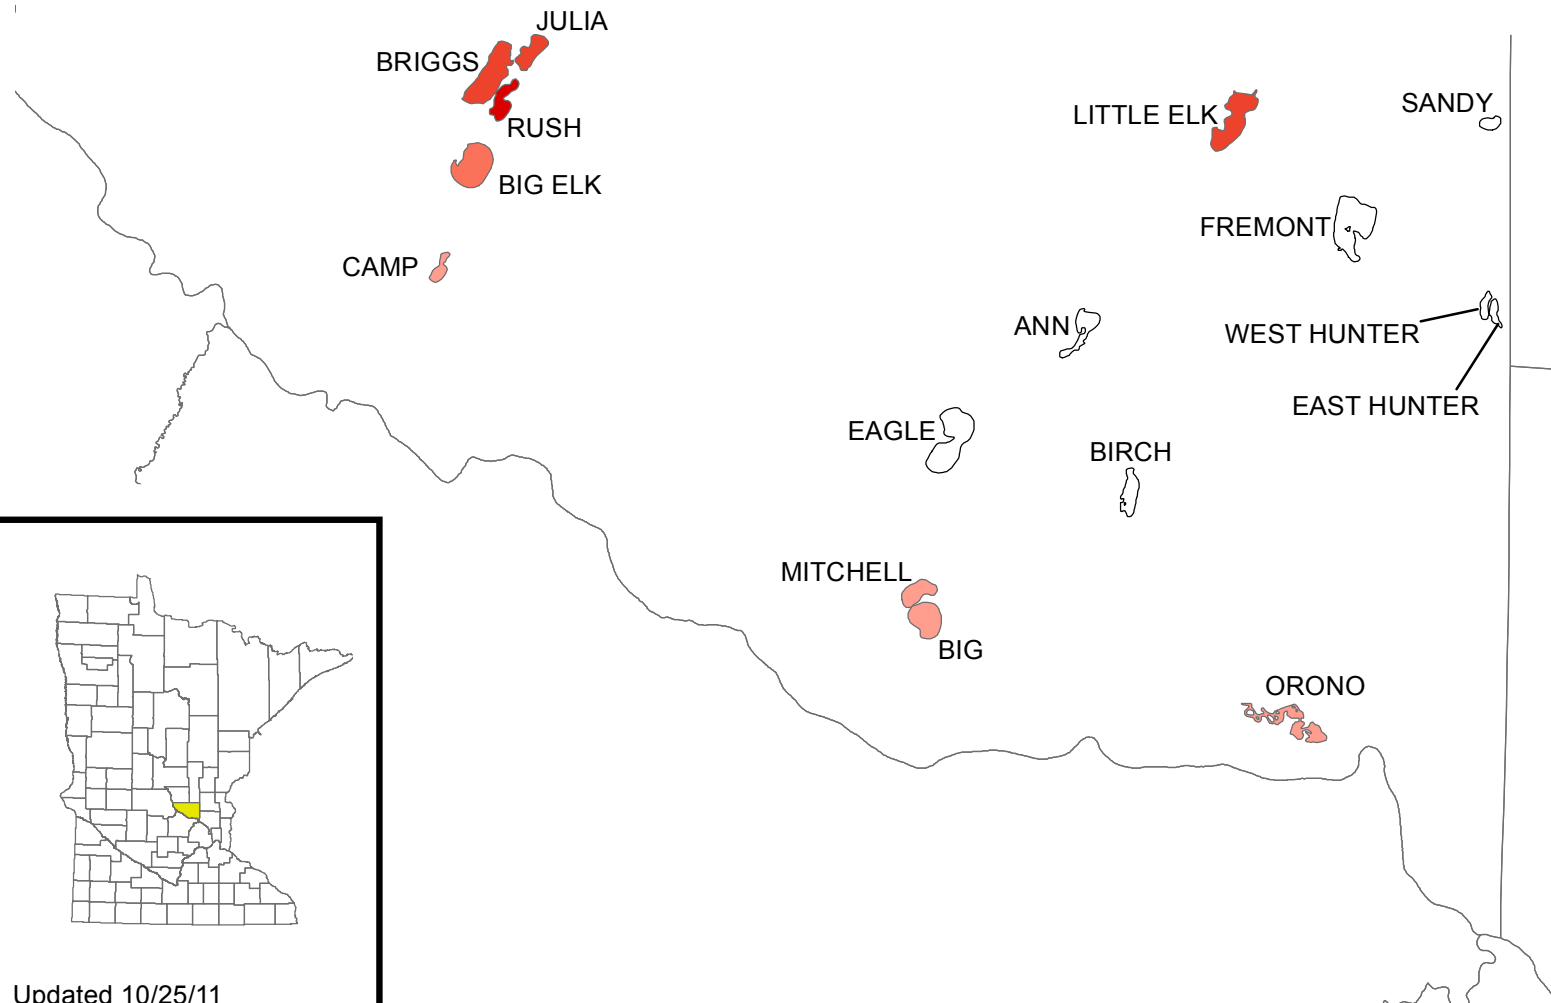 JULIA
BRIGGS
RUSH
BIG ELK
CAMP
LITTLE ELK
SANDY
FREMONT
ANN
WEST HUNTER
EAST HUNTER
EAGLE
BIRCH
MITCHELL
BIG
ORONO
Updated 10/25/11